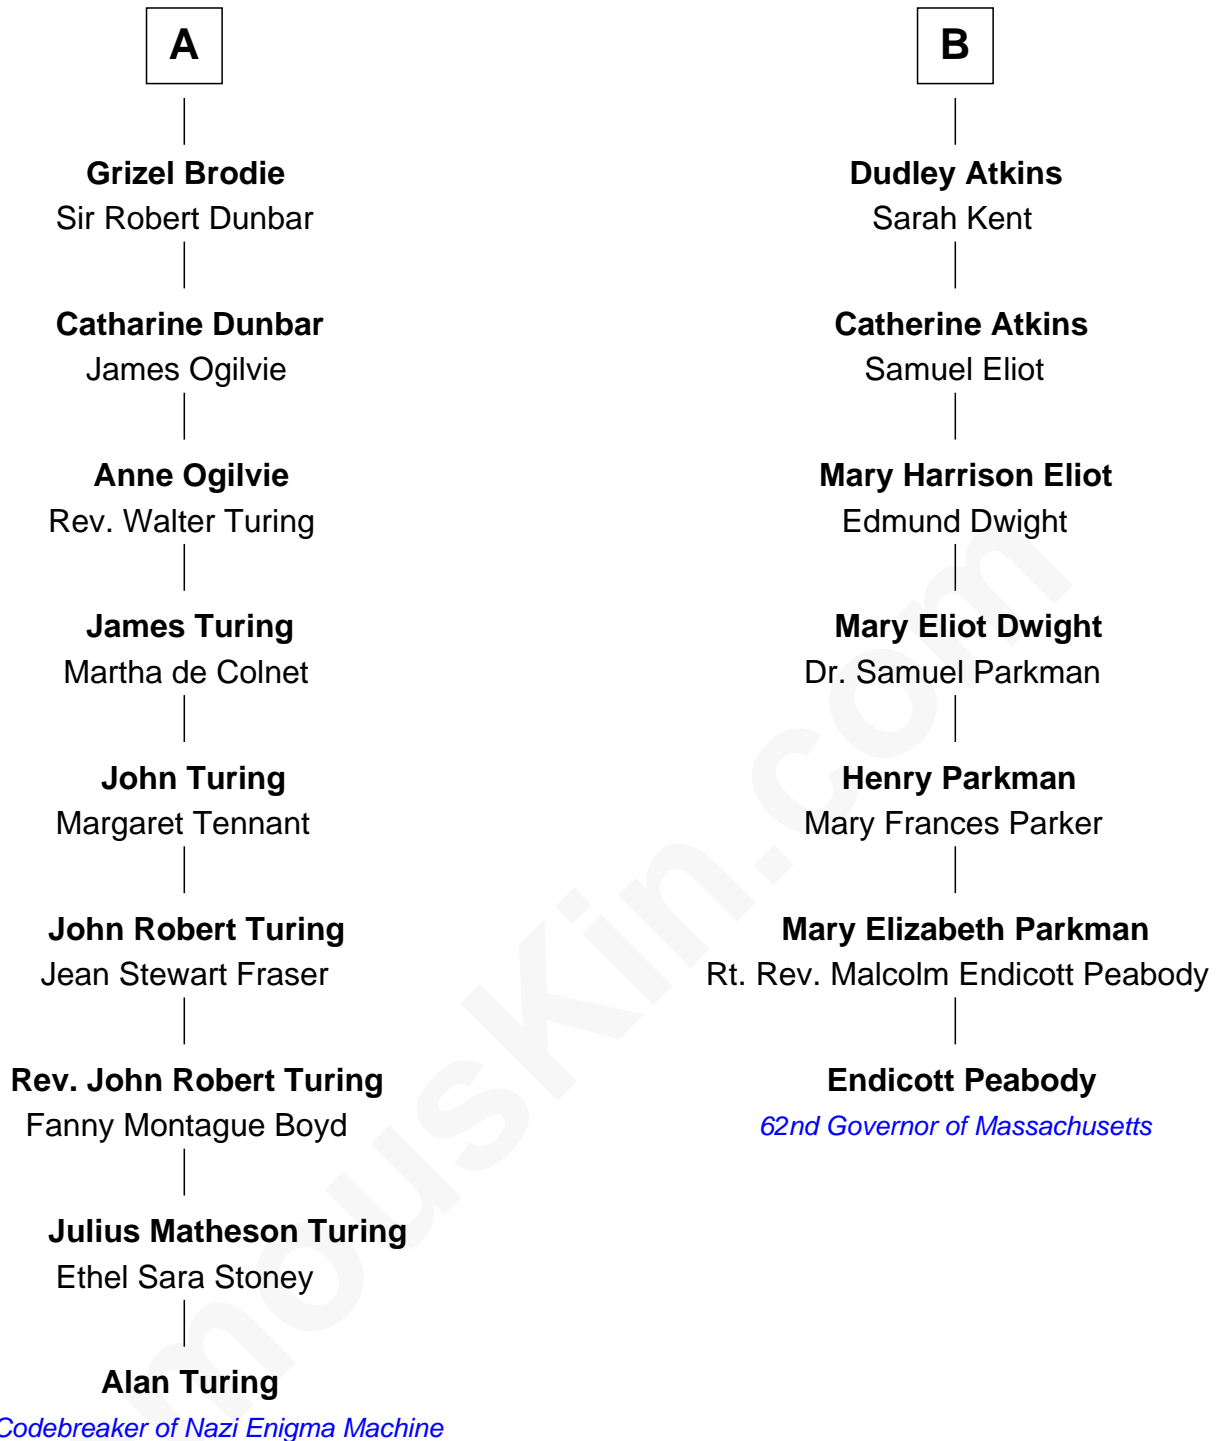 A
Grizel Brodie
Sir Robert Dunbar
Catharine Dunbar
James Ogilvie
Anne Ogilvie
Rev. Walter Turing
James Turing
Martha de Colnet
John Turing
Margaret Tennant
John Robert Turing
Jean Stewart Fraser
Rev. John Robert Turing
Fanny Montague Boyd
Julius Matheson Turing
Ethel Sara Stoney
Alan Turing
Codebreaker of Nazi Enigma Machine
B
Dudley Atkins
Sarah Kent
Catherine Atkins
Samuel Eliot
Mary Harrison Eliot
Edmund Dwight
Mary Eliot Dwight
Dr. Samuel Parkman
Henry Parkman
Mary Frances Parker
Mary Elizabeth Parkman
Rt. Rev. Malcolm Endicott Peabody
Endicott Peabody
62nd Governor of Massachusetts
mousKin.com